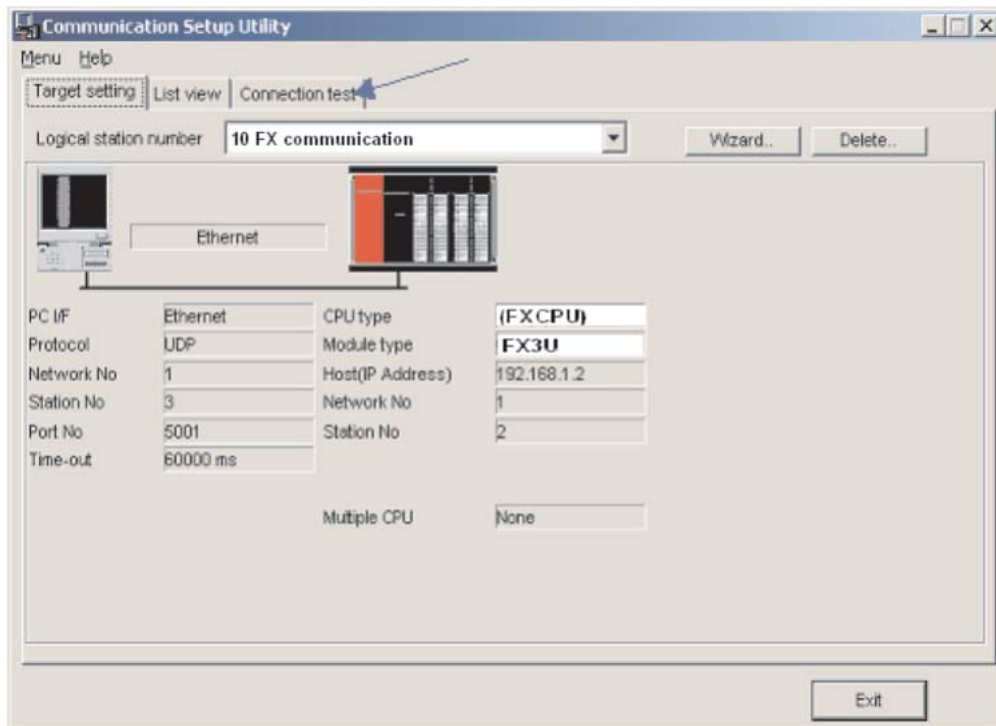 Communication Setup Utility
Menu Help
Target setting List view Connection test
Logical station number 10 FX communication Wizard.. Delete..
Ethernet
PC I/F Ethernet CPU type (FXCPU)
Protocol UDP Module type FX3U
Network No 1 Host(IP Address) 192.168.1.2
Station No 3 Network No 1
Port No 5001 Station No 2
Time-out 60000 ms
Multiple CPU None
Exit